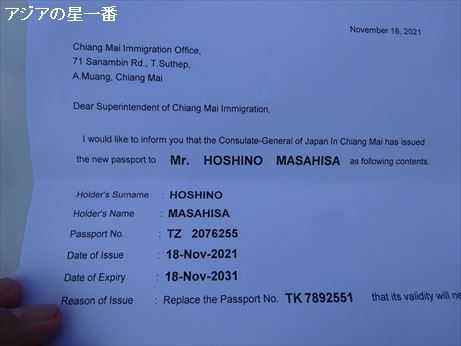 アジアの星一番
November 18, 2021
Chiang Mai Immigration Office,
71 Sanambin Rd., T.Suthep,
A.Muang, Chiang Mai
Dear Superintendent of Chiang Mai Immigration,
I would like to inform you that the Consulate-General of Japan In Chiang Mai has issued
the new passport to Mr. HOSHINO MASAHISA as following contents.
Holder's Surname : HOSHINO
Holder's Name : MASAHISA
Passport No. : TZ 2076255
Date of Issue : 18-Nov-2021
Date of Expiry : 18-Nov-2031
Reason of Issue : Replace the Passport No. TK 7892551 that its validity will